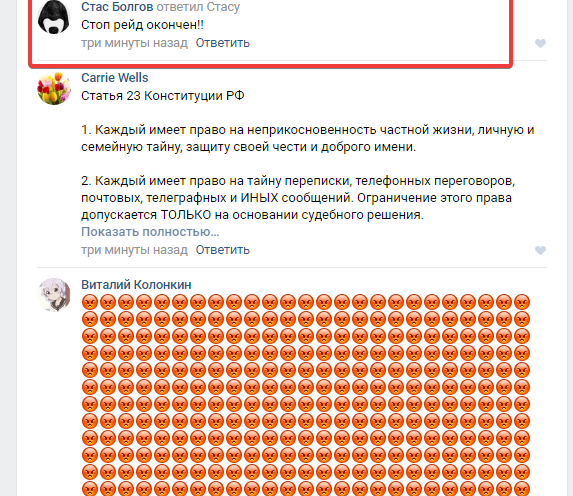 Стас Болгов ответил Стасу
Стоп рейд окончен!!
три минуты назад Ответить
Carrie Wells
Статья 23 Конституции РФ
1. Каждый имеет право на неприкосновенность частной жизни, личную и
семейную тайну, защиту своей чести и доброго имени.
2. Каждый имеет право на тайну переписки, телефонных переговоров,
почтовых, телеграфных и ИНЫХ сообщений. Ограничение этого права
допускается ТОЛЬКО на основании судебного решения.
Показать полностью…
три минуты назад Ответить
Виталий Колонкин